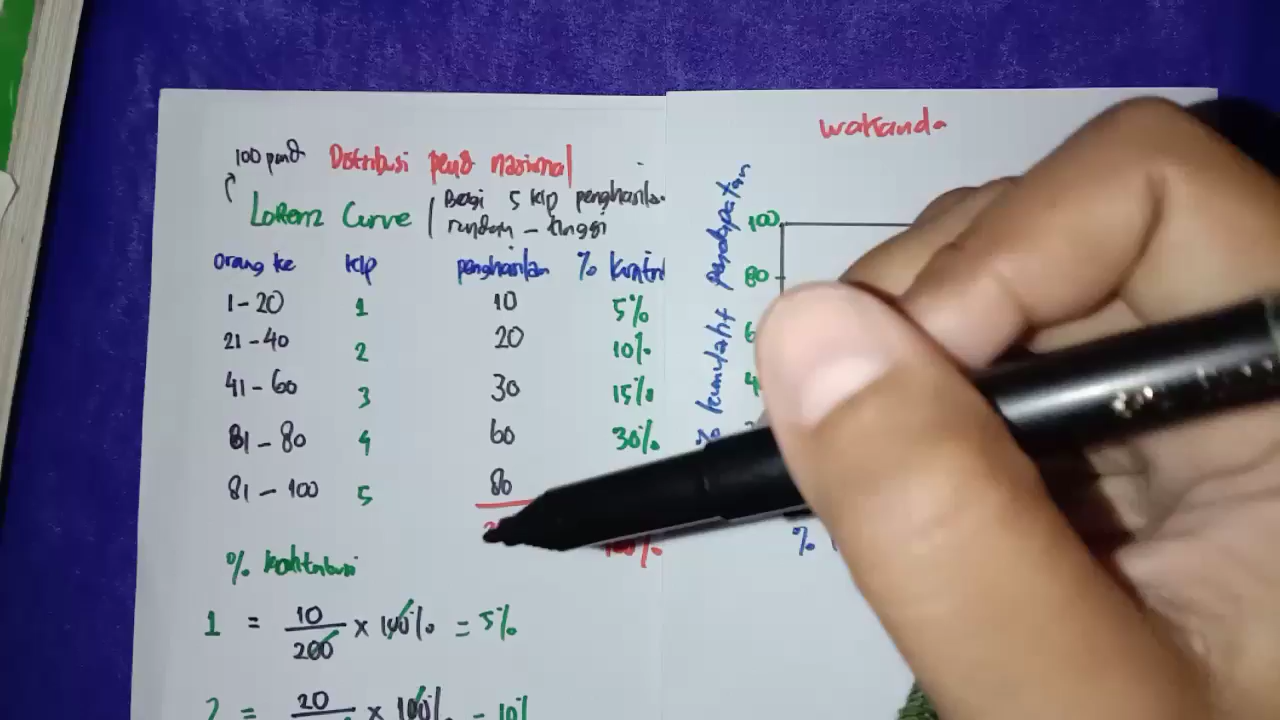 100 pend Distribusi pend nasional
Lorenz Curve
Bagi 5 klp penghasila
rendah - tinggi
orang ke klp penghasilan % kontri
1-20 1 10 5%
21-40 2 20 10%
41-60 3 30 15%
81-80 4 60 30%
81-100 5 80
100%
% kontribusi
1 = 10/200 x 100% = 5%
2 = 20 x 100% = 10%
wakanda
% kumulatif pendapatan
100
80
%